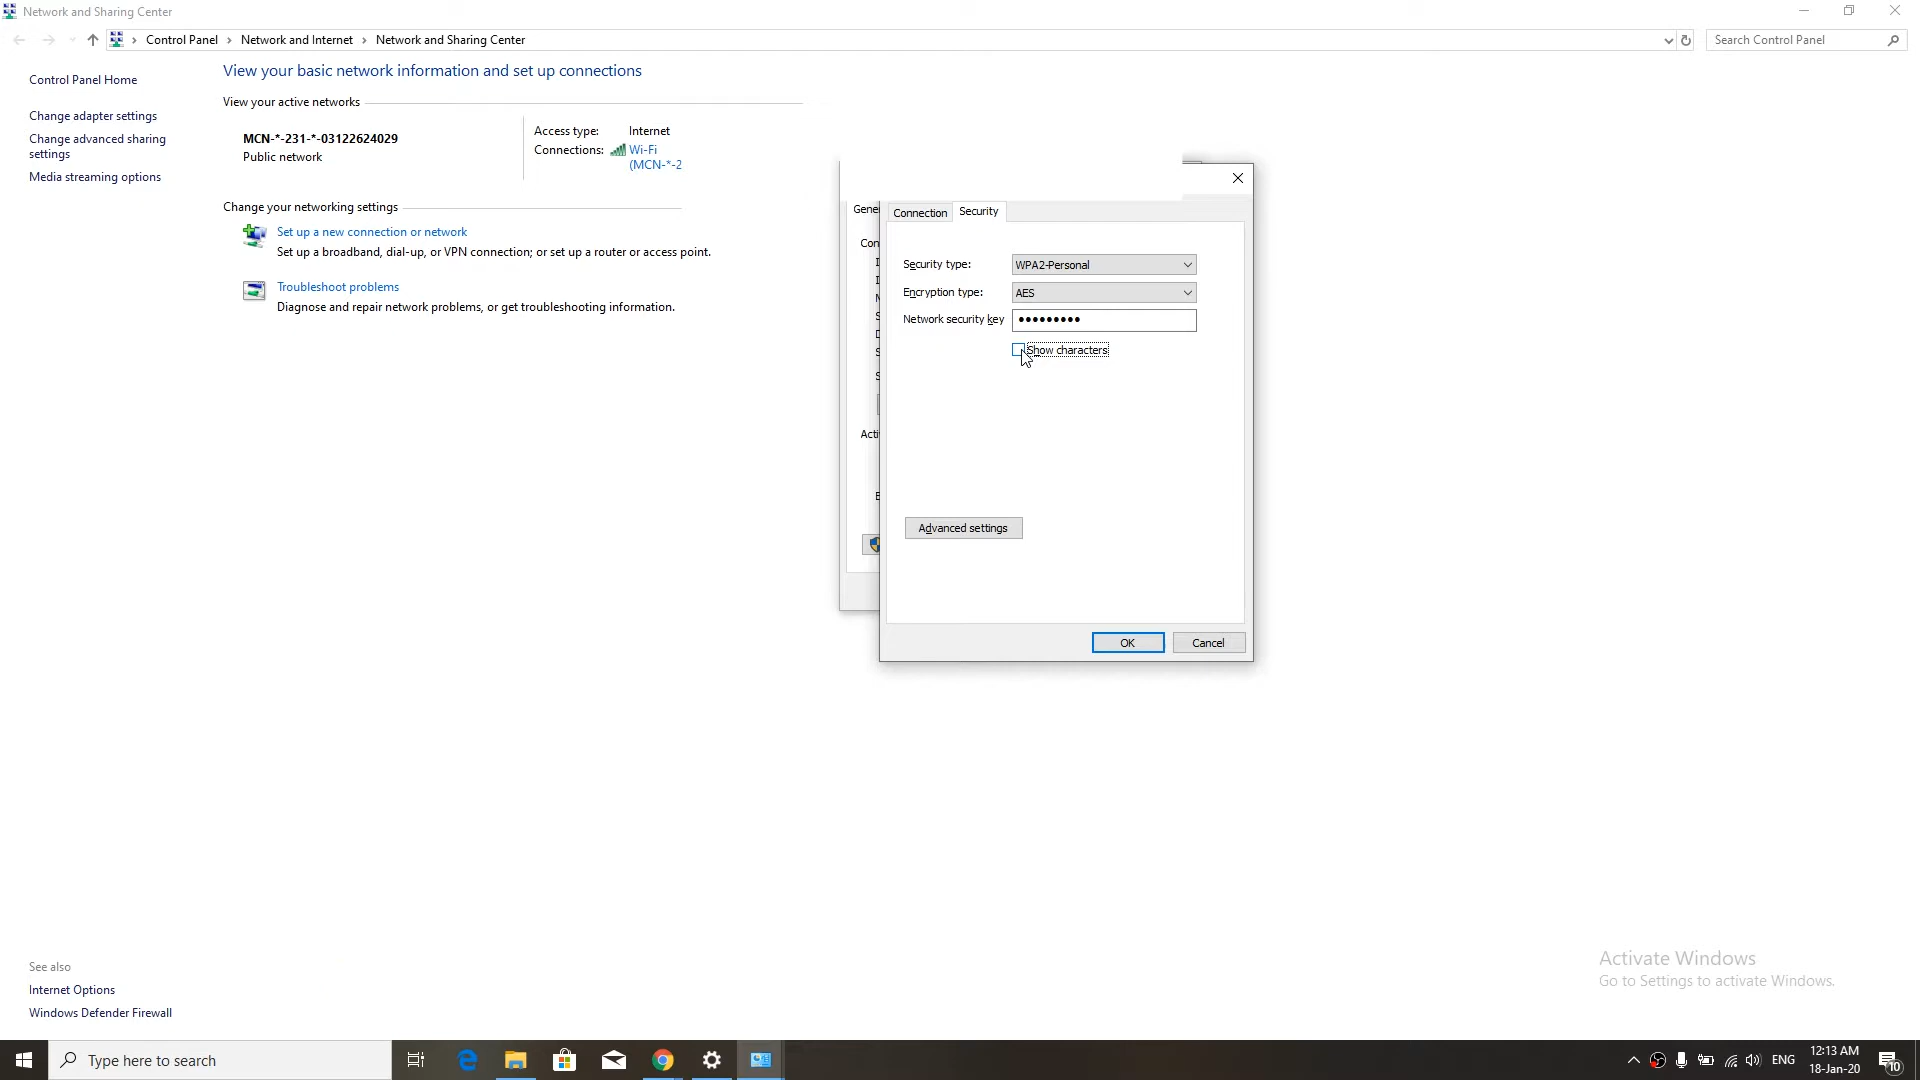 Network and Sharing Center
Control Panel > Network and Internet > Network and Sharing Center
Search Control Panel
Control Panel Home
Change adapter settings
Change advanced sharing
settings
Media streaming options
View your basic network information and set up connections
View your active networks
MCN-*-231-*-03122624029
Public network
Access type: Internet
Connections: Wi-Fi
(MCN-*-2
Change your networking settings
Set up a new connection or network
Set up a broadband, dial-up, or VPN connection; or set up a router or access point.
Troubleshoot problems
Diagnose and repair network problems, or get troubleshooting information.
Gene
Con
Acti
Connection
Security
Security type: WPA2-Personal
Encryption type: AES
Network security key •••••••••
Show characters
Advanced settings
OK
Cancel
See also
Internet Options
Windows Defender Firewall
Activate Windows
Go to Settings to activate Windows.
Type here to search
ENG
12:13 AM
18-Jan-20
10